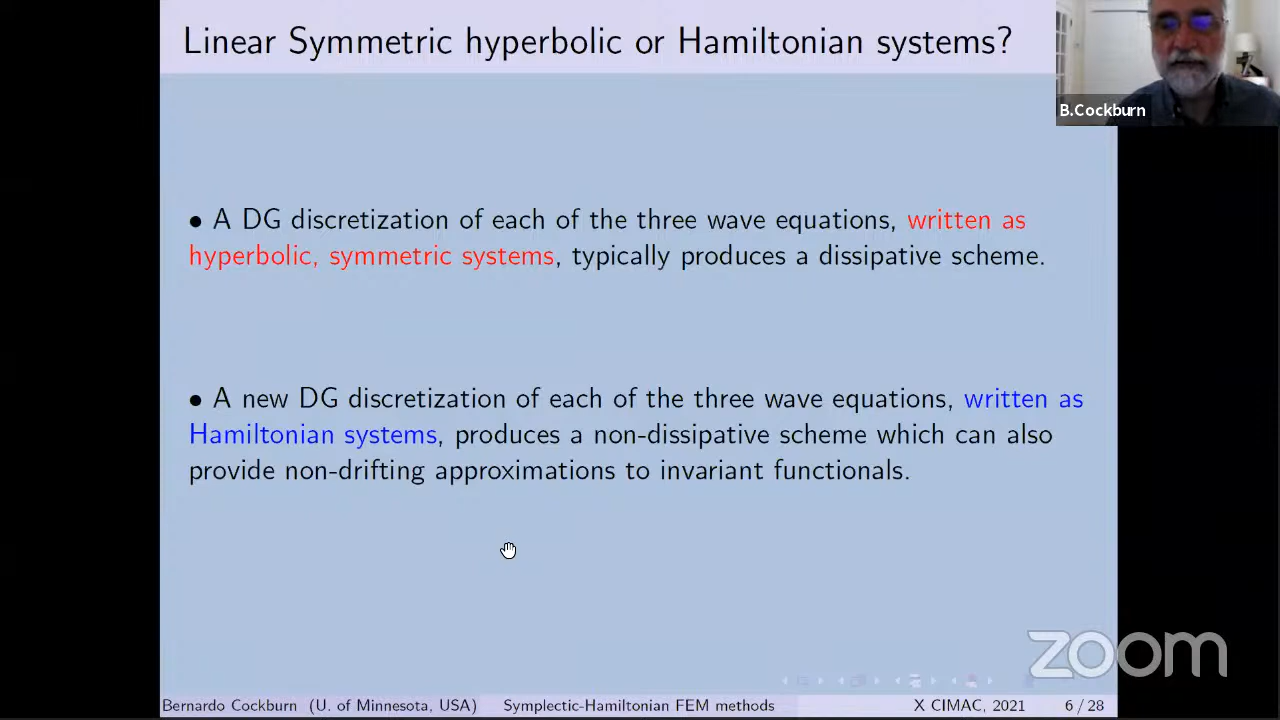 Linear Symmetric hyperbolic or Hamiltonian systems?
B.Cockburn
• A DG discretization of each of the three wave equations, written as
hyperbolic, symmetric systems, typically produces a dissipative scheme.
• A new DG discretization of each of the three wave equations, written as
Hamiltonian systems, produces a non-dissipative scheme which can also
provide non-drifting approximations to invariant functionals.
zoom
Bernardo Cockburn (U. of Minnesota, USA) Symplectic-Hamiltonian FEM methods X CIMAC, 2021 6 / 28